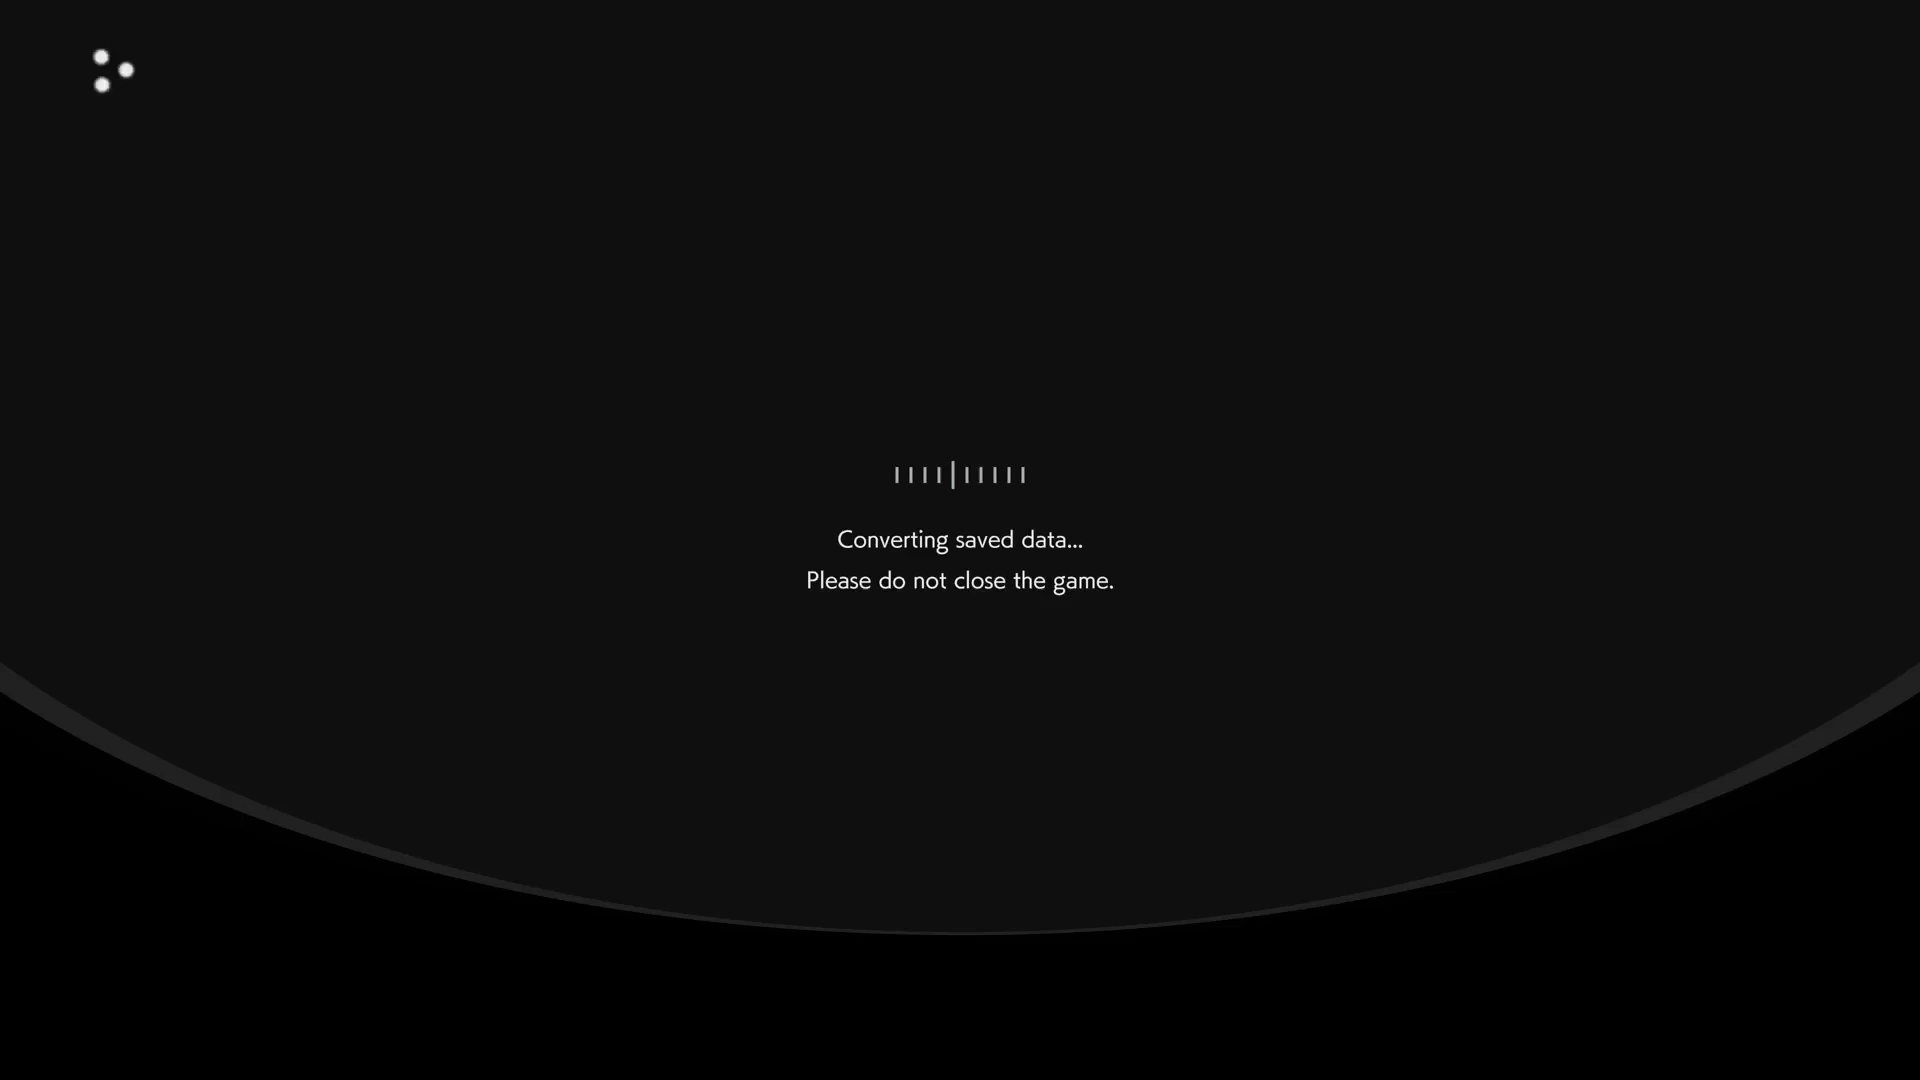 Converting saved data...
Please do not close the game.